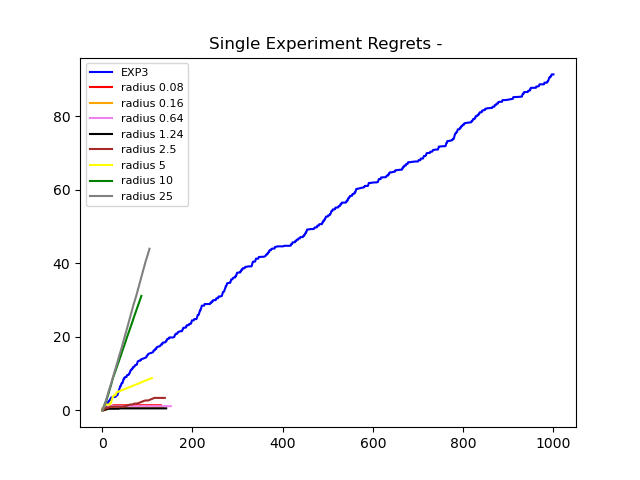 Single Experiment Regrets -
EXP3
radius 0.08
radius 0.16
radius 0.64
radius 1.24
radius 2.5
radius 5
radius 10
radius 25
80
60
40
20
0
0 200 400 600 800 1000